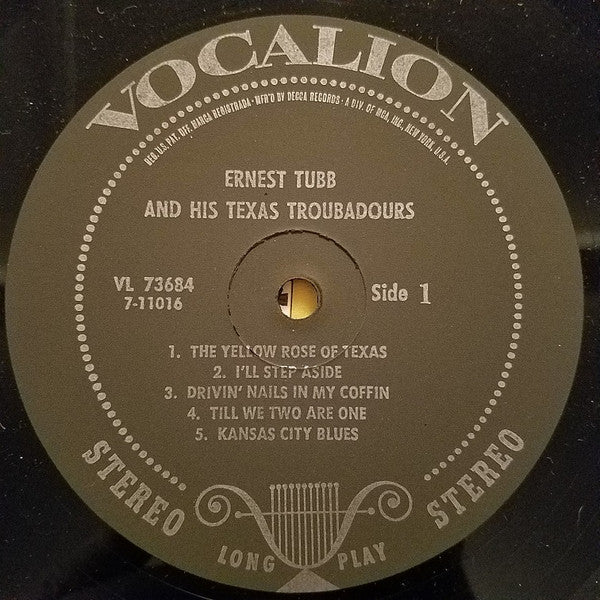 VOCALION
REG. U.S. PAT. OFF. MARCA REGISTRADA · MFR'D BY DECCA RECORDS · A DIV. OF MCA, INC., NEW YORK, U.S.A.
ERNEST TUBB
AND HIS TEXAS TROUBADOURS
VL 73684
7-11016
Side 1
1. THE YELLOW ROSE OF TEXAS
2. I'LL STEP ASIDE
3. DRIVIN' NAILS IN MY COFFIN
4. TILL WE TWO ARE ONE
5. KANSAS CITY BLUES
STEREO
LONG PLAY
STEREO